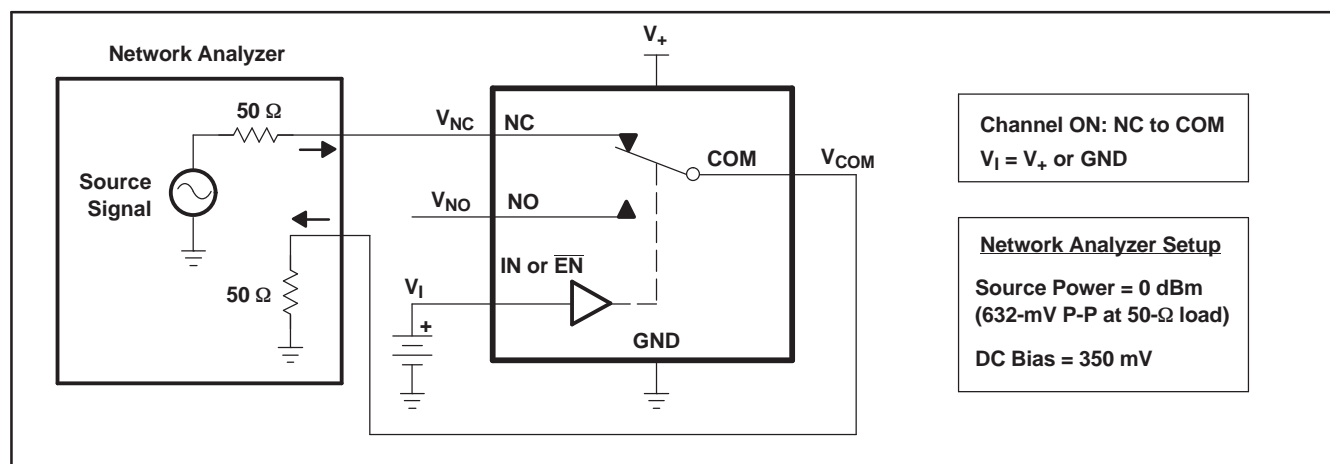 Network Analyzer
50 Ω
Source
Signal
50 Ω
V+
VNC
NC
COM
VCOM
VNO
NO
IN or E̅N̅
VI
+
GND
Channel ON: NC to COM
VI = V+ or GND
Network Analyzer Setup
Source Power = 0 dBm
(632-mV P-P at 50-Ω load)
DC Bias = 350 mV